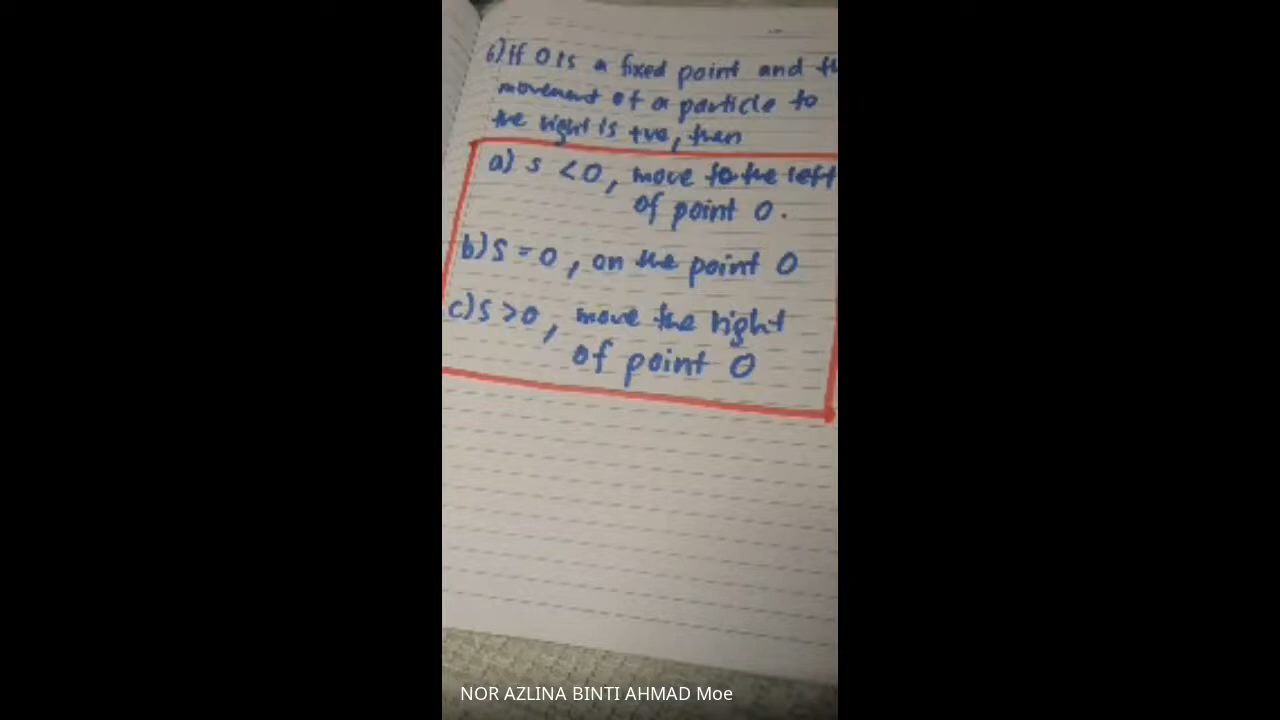 6) If O is a fixed point and th
movement of a particle to
the right is +ve, then
a) s < 0, move to the left
of point O.
b) S = 0, on the point O
c) S > 0, move the right
of point O
NOR AZLINA BINTI AHMAD Moe